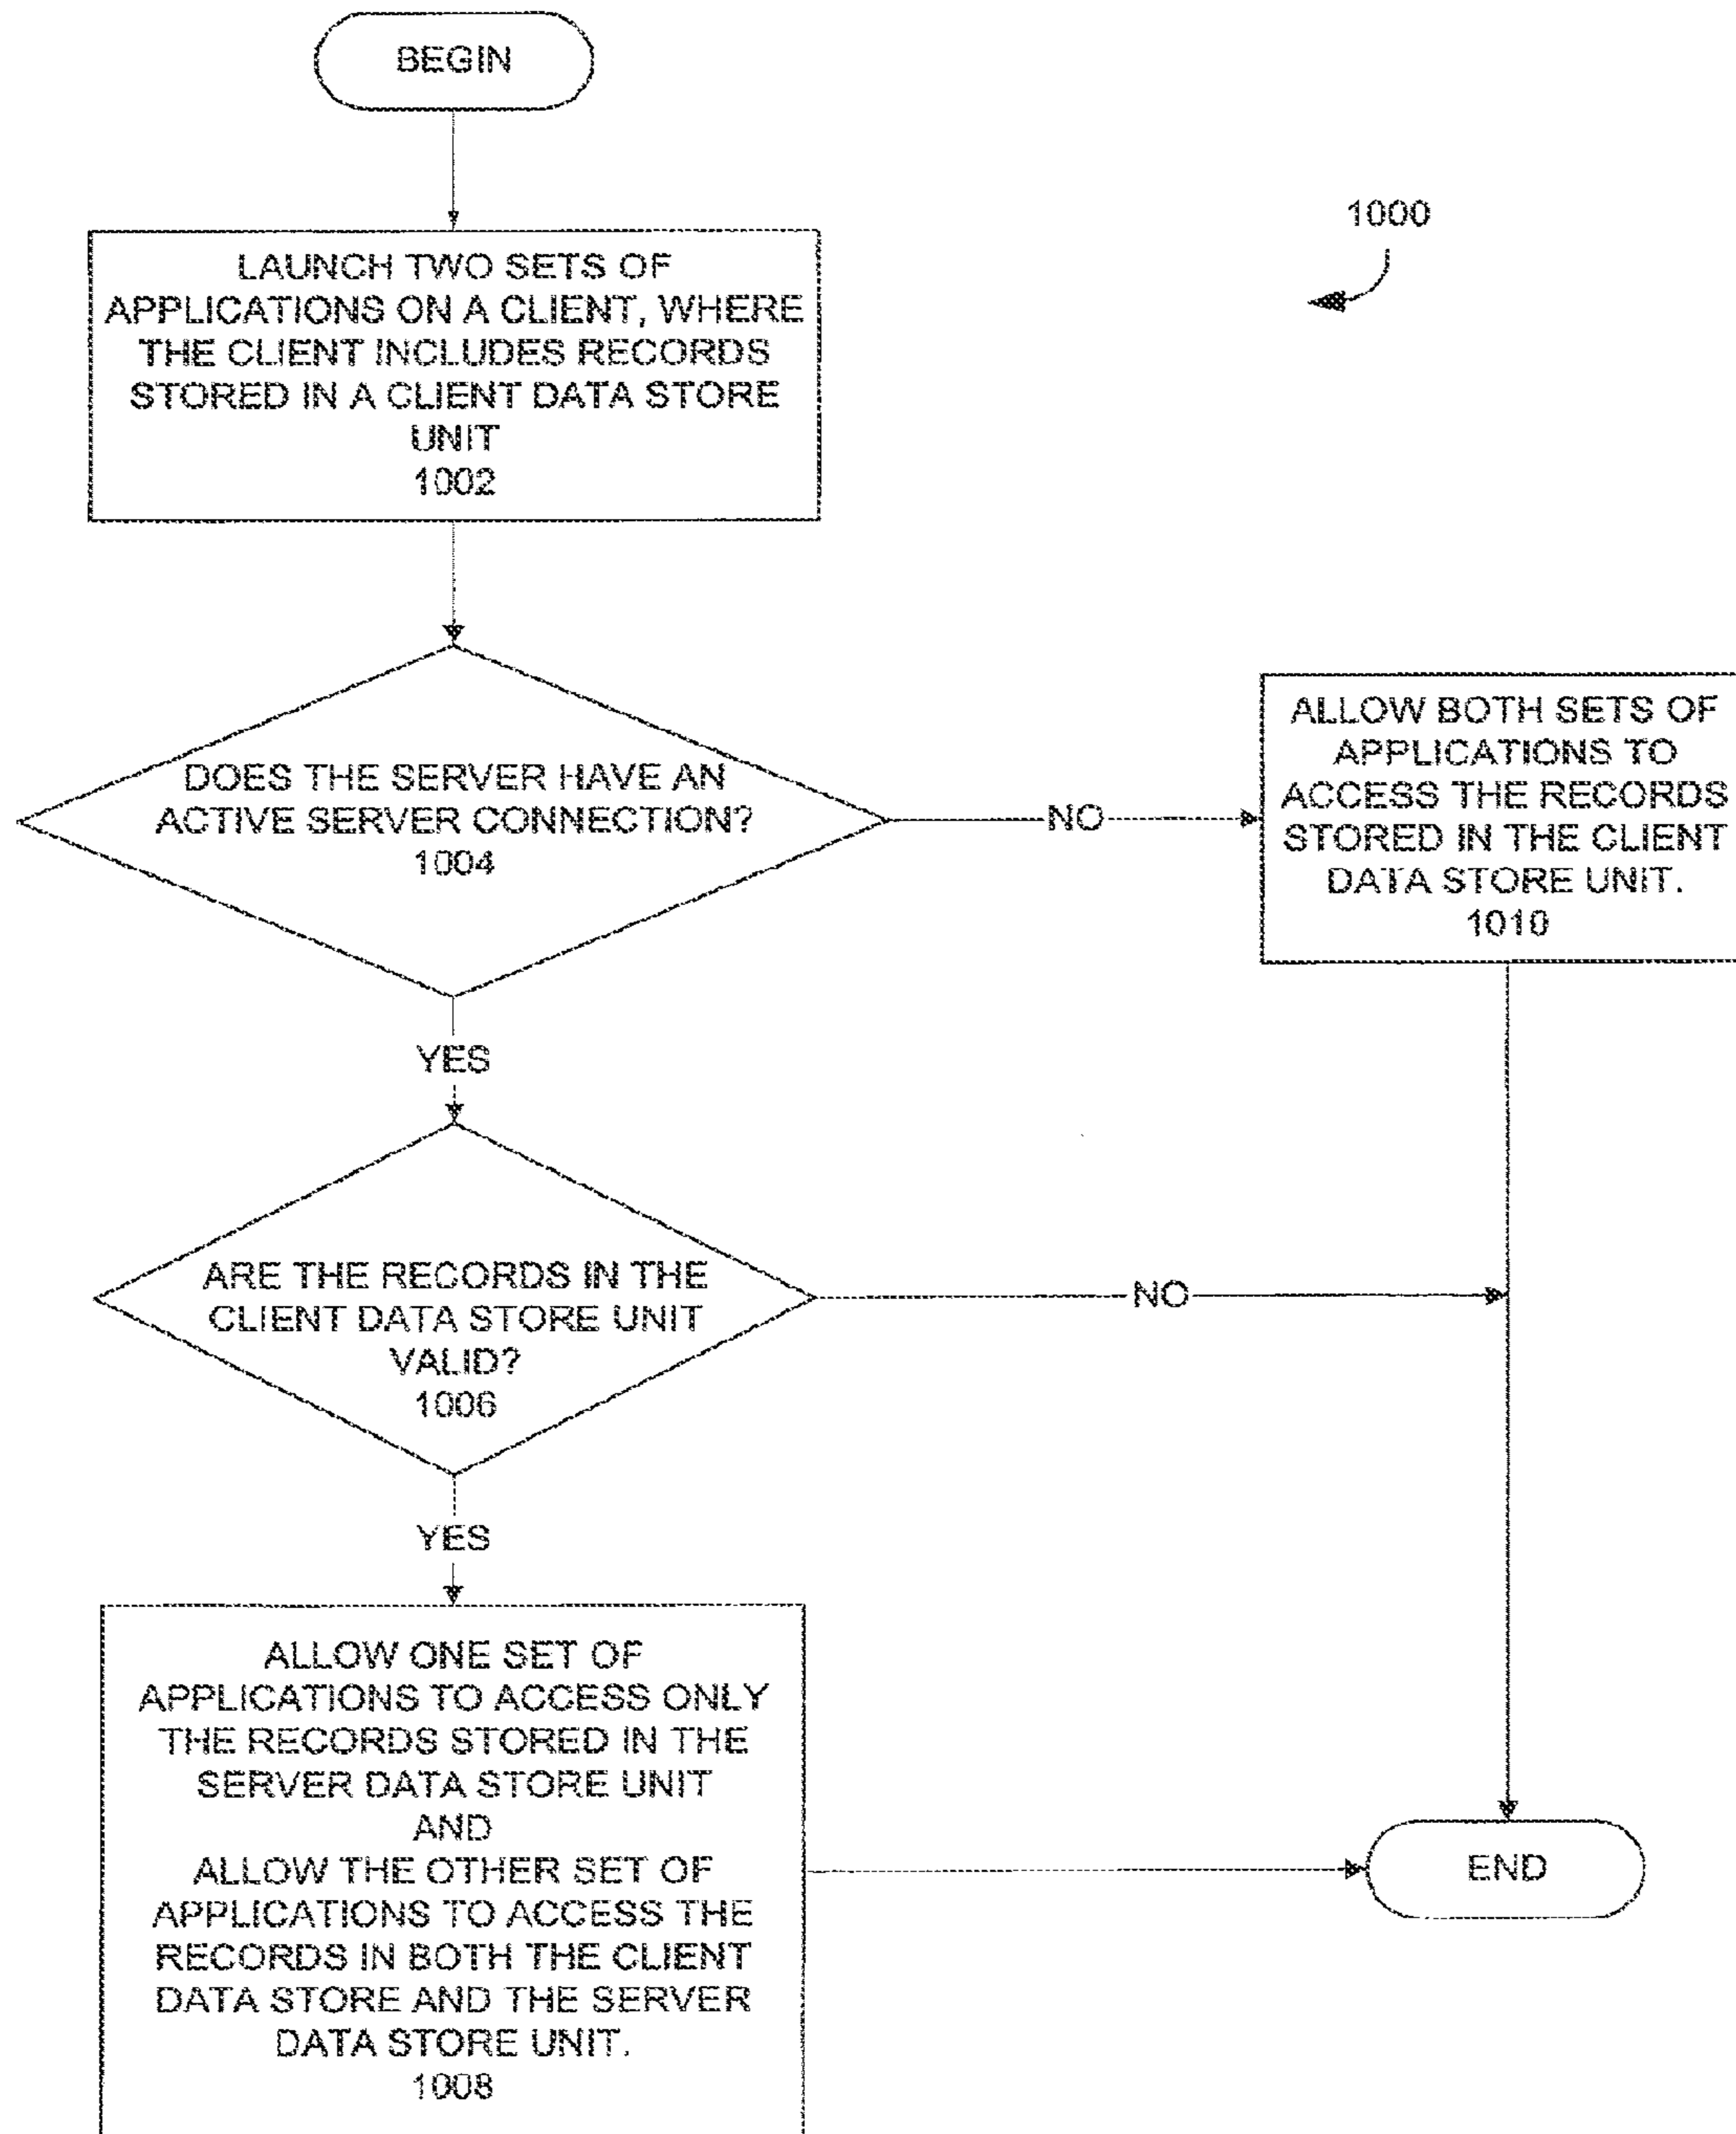 BEGIN
1000
LAUNCH TWO SETS OF
APPLICATIONS ON A CLIENT, WHERE
THE CLIENT INCLUDES RECORDS
STORED IN A CLIENT DATA STORE
UNIT
1002
DOES THE SERVER HAVE AN
ACTIVE SERVER CONNECTION?
1004
NO
ALLOW BOTH SETS OF
APPLICATIONS TO
ACCESS THE RECORDS
STORED IN THE CLIENT
DATA STORE UNIT.
1010
YES
ARE THE RECORDS IN THE
CLIENT DATA STORE UNIT
VALID?
1006
NO
YES
ALLOW ONE SET OF
APPLICATIONS TO ACCESS ONLY
THE RECORDS STORED IN THE
SERVER DATA STORE UNIT
AND
ALLOW THE OTHER SET OF
APPLICATIONS TO ACCESS THE
RECORDS IN BOTH THE CLIENT
DATA STORE AND THE SERVER
DATA STORE UNIT.
1008
END